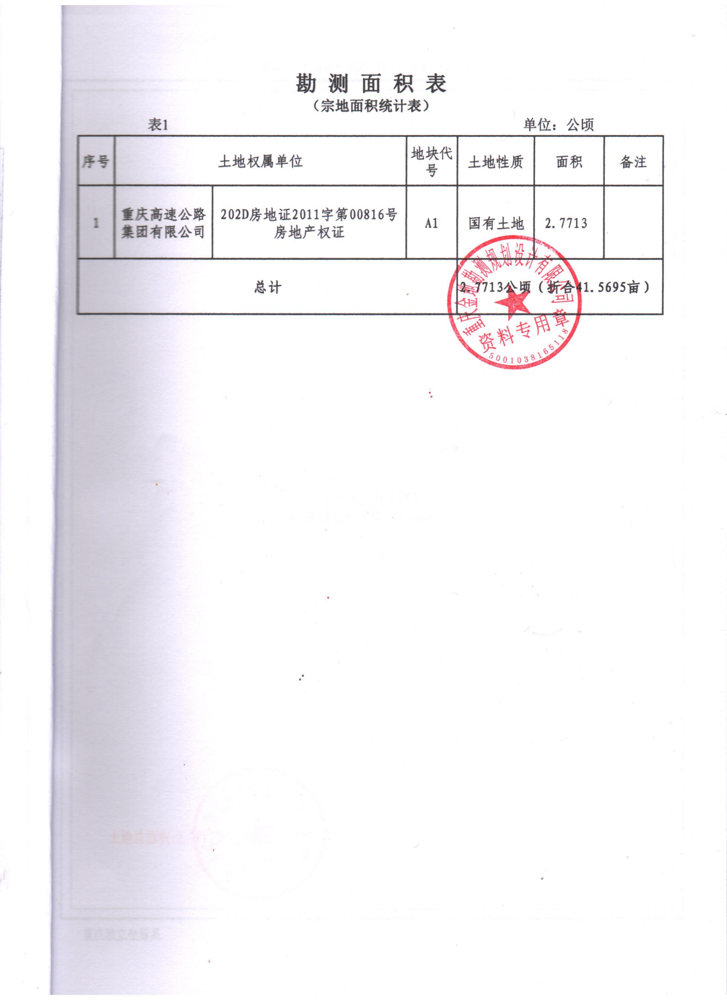 勘测面积表
（宗地面积统计表）
表1
单位：公顷
序号
土地权属单位
地块代
号
土地性质
面积
备注
1
重庆高速公路
集团有限公司
202D房地证2011字第00816号
房地产权证
A1
国有土地
2.7713
总计
2.7713公顷（折合41.5695亩）
重庆金地勘测规划设计有限公司
资料专用章
5001038165118